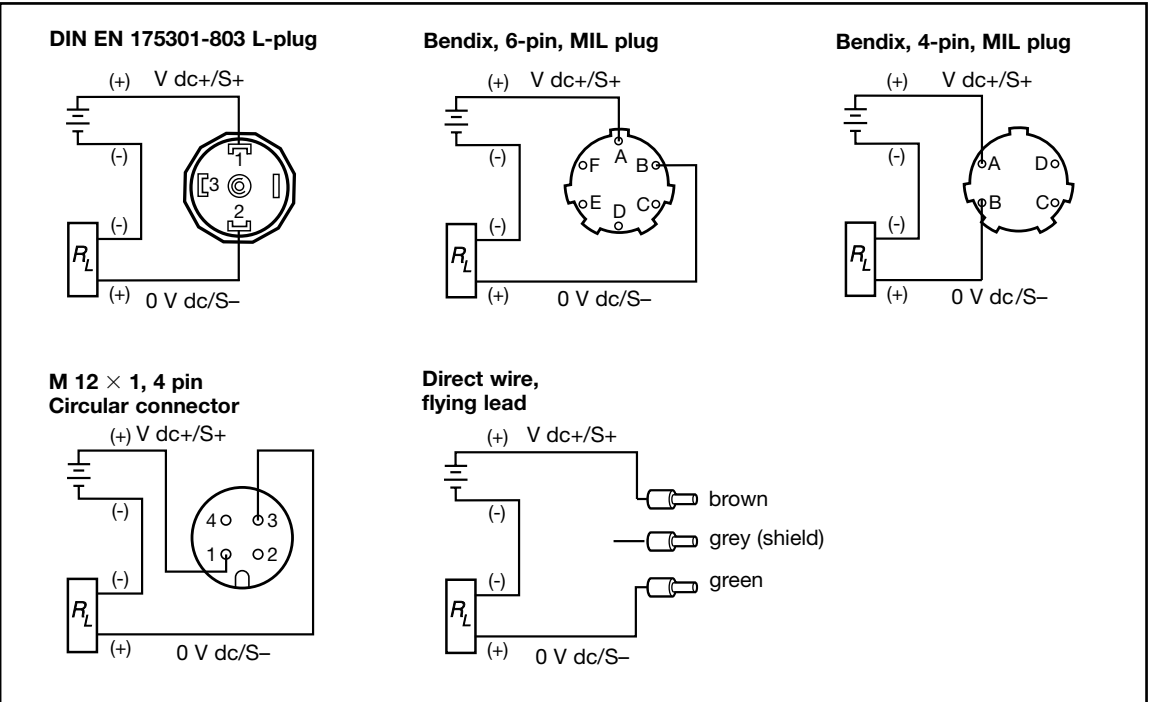 DIN EN 175301-803 L-plug
(+) V dc+/S+
(-)
1
3
2
(-)
R_L
(+) 0 V dc/S–
Bendix, 6-pin, MIL plug
(+) V dc+/S+
(-)
A
F B
E C
D
(-)
R_L
(+) 0 V dc/S–
Bendix, 4-pin, MIL plug
(+) V dc+/S+
(-)
A D
B C
(-)
R_L
(+) 0 V dc/S–
M 12 × 1, 4 pin
Circular connector
(+) V dc+/S+
(-)
4 3
1 2
(-)
R_L
(+) 0 V dc/S–
Direct wire,
flying lead
(+) V dc+/S+
brown
(-)
grey (shield)
(-)
green
R_L
(+) 0 V dc/S–